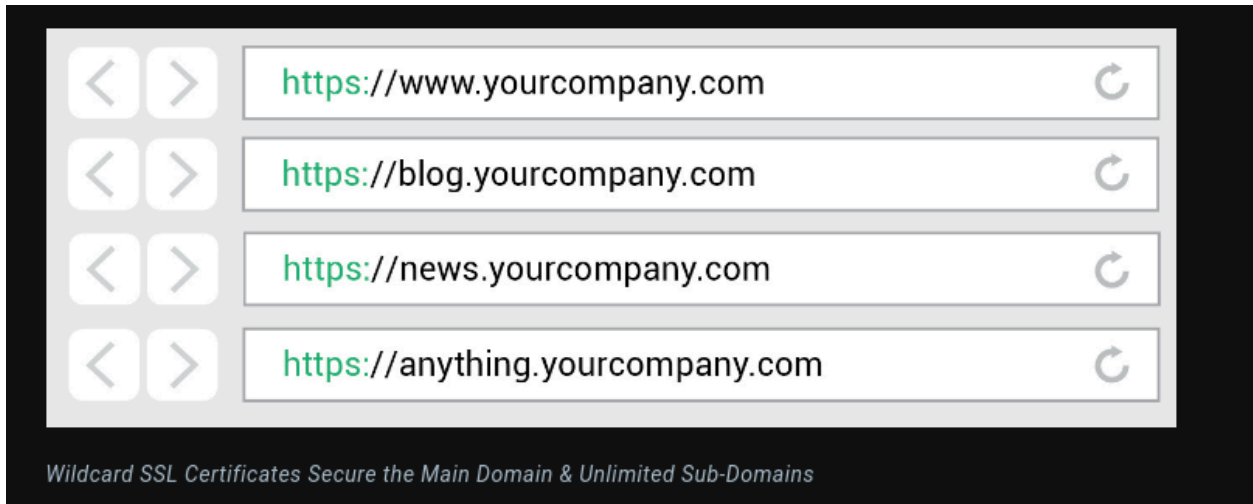 https://www.yourcompany.com
https://blog.yourcompany.com
https://news.yourcompany.com
https://anything.yourcompany.com
Wildcard SSL Certificates Secure the Main Domain & Unlimited Sub-Domains